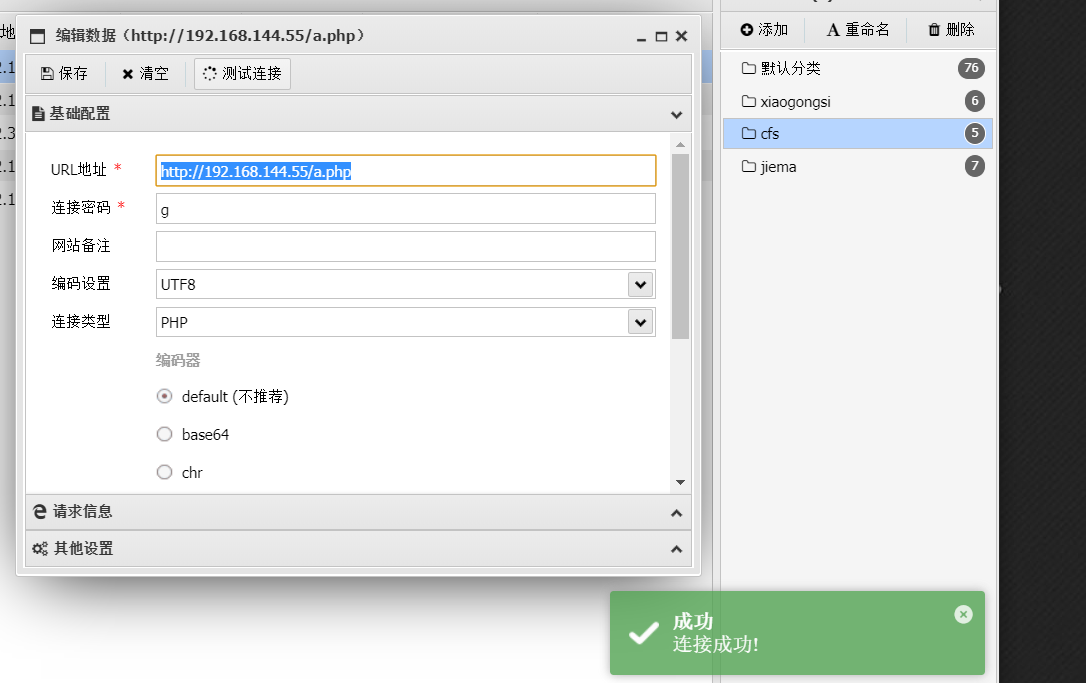 编辑数据（http://192.168.144.55/a.php）
保存
清空
测试连接
基础配置
URL地址 *
http://192.168.144.55/a.php
连接密码 *
g
网站备注
编码设置
UTF8
连接类型
PHP
编码器
default (不推荐)
base64
chr
请求信息
其他设置
添加
重命名
删除
默认分类 76
xiaogongsi 6
cfs 5
jiema 7
成功
连接成功!